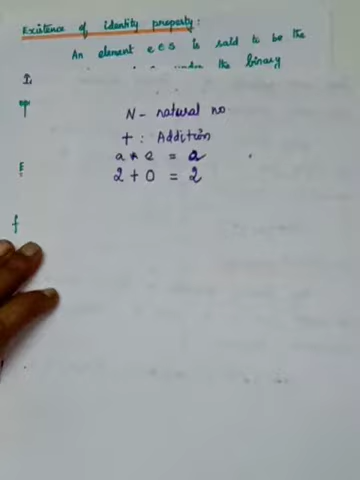 Existence of identity property:
An element e ∈ S is said to be the
under the binary
N - natural no
+ : Addition
a * e = a
2 + 0 = 2